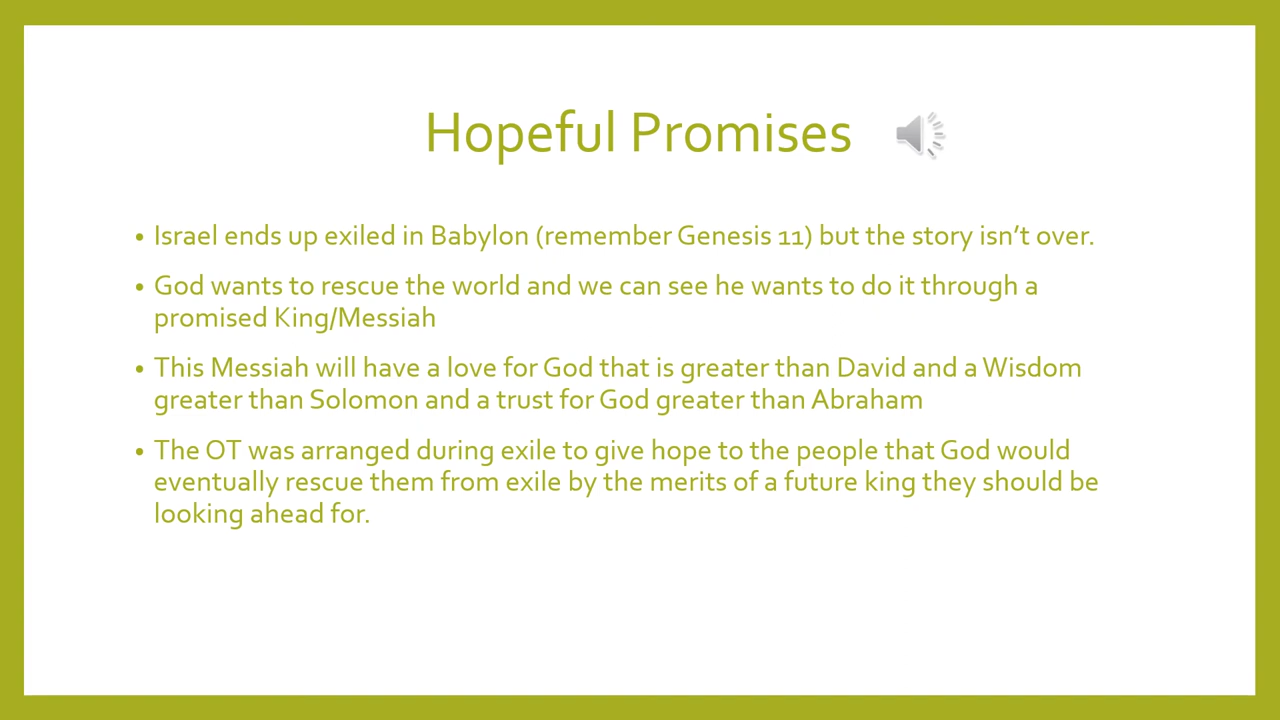 Hopeful Promises
• Israel ends up exiled in Babylon (remember Genesis 11) but the story isn’t over.
• God wants to rescue the world and we can see he wants to do it through a
promised King/Messiah
• This Messiah will have a love for God that is greater than David and a Wisdom
greater than Solomon and a trust for God greater than Abraham
• The OT was arranged during exile to give hope to the people that God would
eventually rescue them from exile by the merits of a future king they should be
looking ahead for.